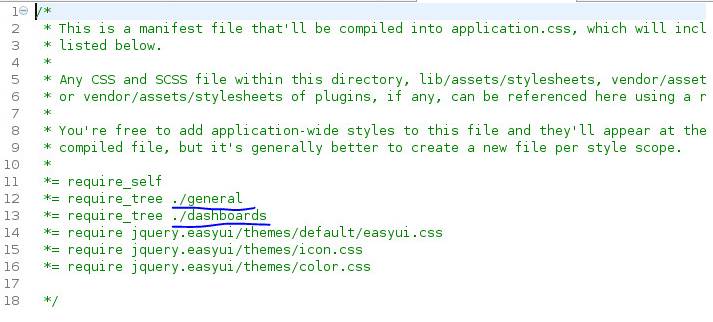 1 /*
2 * This is a manifest file that'll be compiled into application.css, which will incl
3 * listed below.
4 *
5 * Any CSS and SCSS file within this directory, lib/assets/stylesheets, vendor/asset
6 * or vendor/assets/stylesheets of plugins, if any, can be referenced here using a r
7 *
8 * You're free to add application-wide styles to this file and they'll appear at the
9 * compiled file, but it's generally better to create a new file per style scope.
10 *
11 *= require_self
12 *= require_tree ./general
13 *= require_tree ./dashboards
14 *= require jquery.easyui/themes/default/easyui.css
15 *= require jquery.easyui/themes/icon.css
16 *= require jquery.easyui/themes/color.css
17
18 */